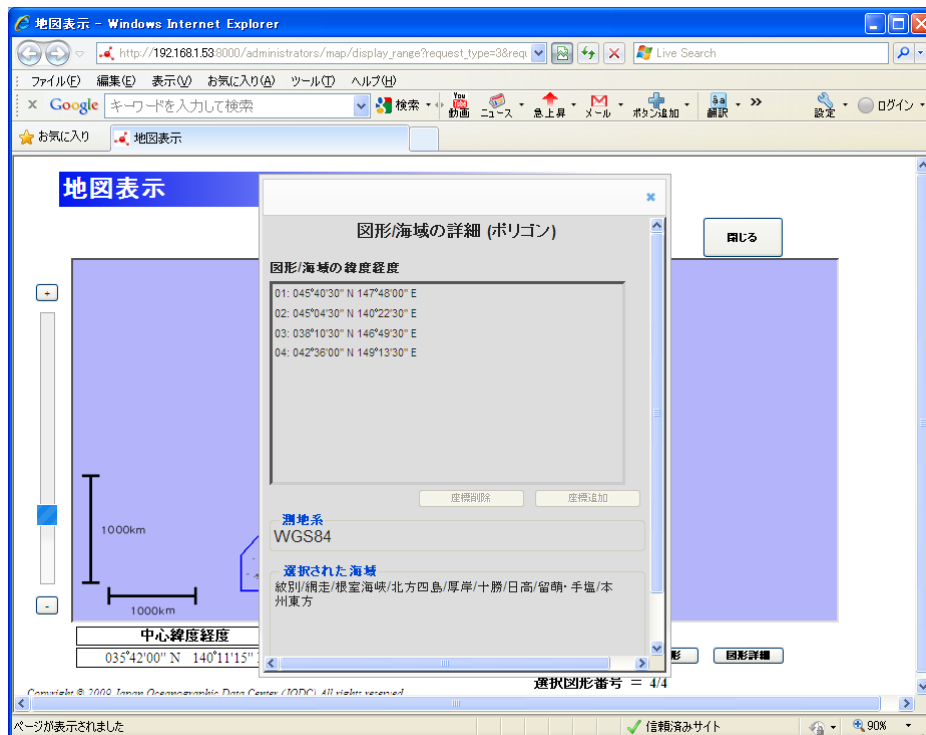 地図表示 - Windows Internet Explorer
http://192.168.1.53:8000/administrators/map/display_range?request_type=3&requ
Live Search
ファイル(F) 編集(E) 表示(V) お気に入り(A) ツール(T) ヘルプ(H)
x Google キーワードを入力して検索 検索 You Tube 動画 ニュース 急上昇 メール ボタン追加 翻訳 » 設定 ログイン
お気に入り 地図表示
地図表示
図形/海域の詳細 (ポリゴン)
閉じる
図形/海域の緯度経度
+
01: 045°40'30" N 147°48'00" E
02: 045°04'30" N 140°22'30" E
03: 038°10'30" N 146°49'30" E
04: 042°36'00" N 149°13'30" E
座標削除 座標追加
測地系
WGS84
1000km
選択された海域
紋別/網走/根室海峡/北方四島/厚岸/十勝/日高/留萌・手塩/本
州東方
-
1000km
中心緯度経度
035°42'00" N 140°11'15"
形 図形詳細
選択図形番号 = 4/4
Copyright © 2009 Japan Oceanographic Data Center (JODC) All rights reserved
ページが表示されました 信頼済みサイト 90%